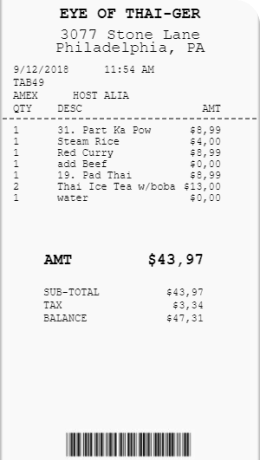 EYE OF THAI-GER
3077 Stone Lane
Philadelphia, PA
9/12/2018 11:54 AM
TAB49
AMEX HOST ALIA
QTY DESC AMT
1 31. Part Ka Pow $8,99
1 Steam Rice $4,00
1 Red Curry $8,99
1 add Beef $0,00
1 19. Pad Thai $8,99
2 Thai Ice Tea w/boba $13,00
1 water $0,00
AMT $43,97
SUB-TOTAL $43,97
TAX $3,34
BALANCE $47,31